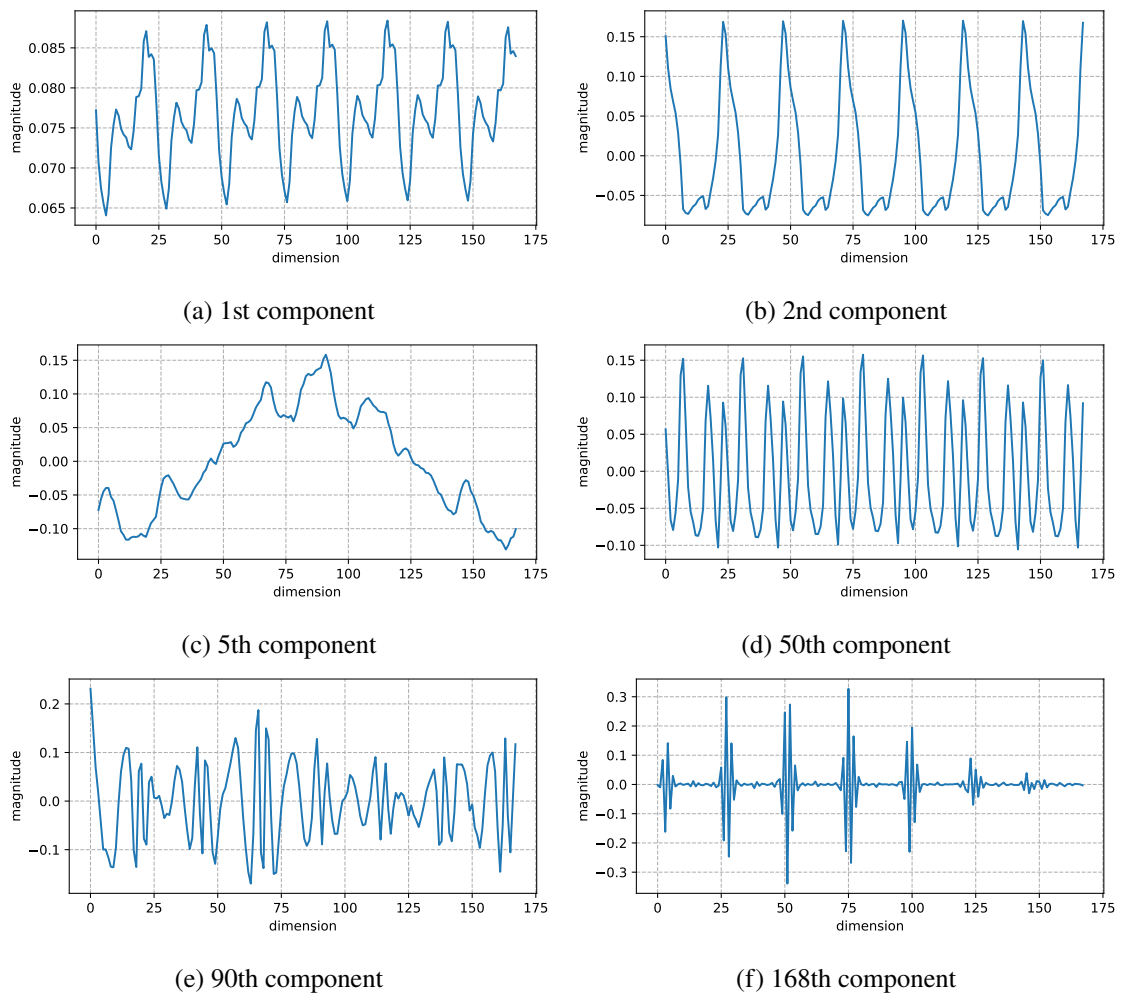 magnitude
0.085
0.080
0.075
0.070
0.065
0 25 50 75 100 125 150 175
dimension
(a) 1st component
magnitude
0.15
0.10
0.05
0.00
−0.05
0 25 50 75 100 125 150 175
dimension
(b) 2nd component
magnitude
0.15
0.10
0.05
0.00
−0.05
−0.10
0 25 50 75 100 125 150 175
dimension
(c) 5th component
magnitude
0.15
0.10
0.05
0.00
−0.05
−0.10
0 25 50 75 100 125 150 175
dimension
(d) 50th component
magnitude
0.2
0.1
0.0
−0.1
0 25 50 75 100 125 150 175
dimension
(e) 90th component
magnitude
0.3
0.2
0.1
0.0
−0.1
−0.2
−0.3
0 25 50 75 100 125 150 175
dimension
(f) 168th component